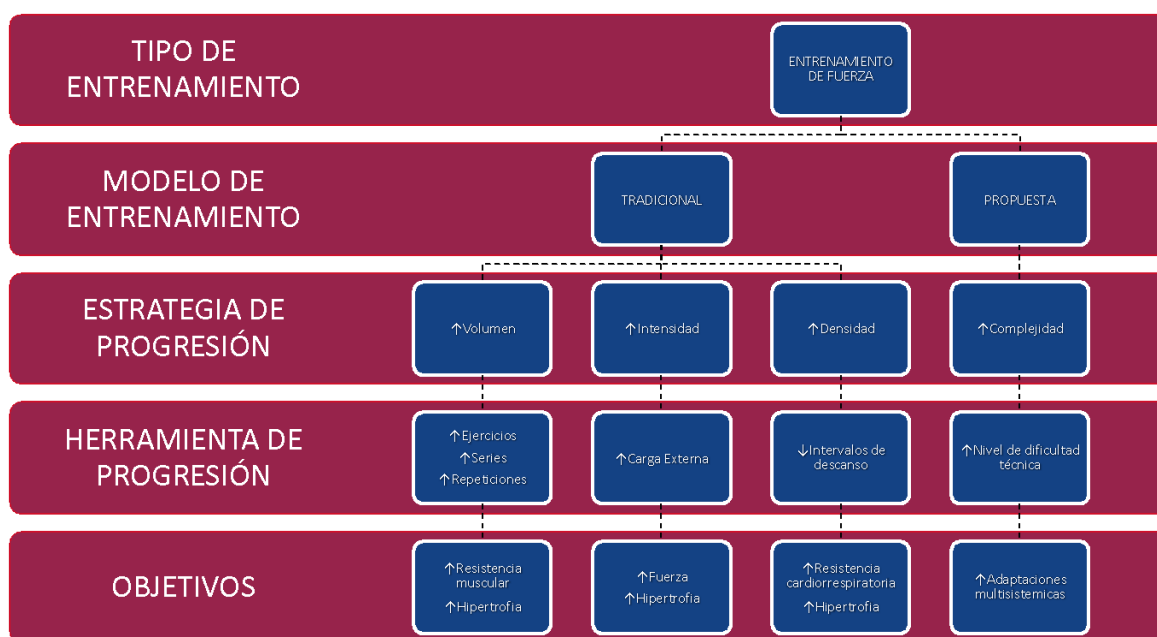 TIPO DE
ENTRENAMIENTO
ENTRENAMIENTO
DE FUERZA
MODELO DE
ENTRENAMIENTO
TRADICIONAL
PROPUESTA
ESTRATEGIA DE
PROGRESIÓN
↑Volumen
↑Intensidad
↑Densidad
↑Complejidad
HERRAMIENTA DE
PROGRESIÓN
↑Ejercicios
↑Series
↑Repeticiones
↑Carga Externa
↓Intervalos de
descanso
↑Nivel de dificultad
técnica
OBJETIVOS
↑Resistencia
muscular
↑Hipertrofia
↑Fuerza
↑Hipertrofia
↑Resistencia
cardiorrespiratoria
↑Hipertrofia
↑Adaptaciones
multisistemicas